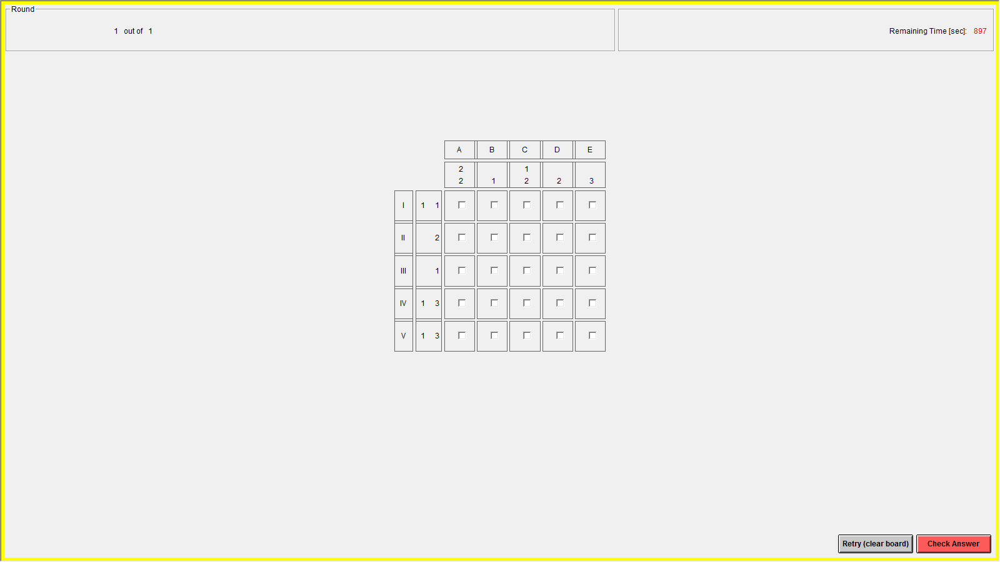 Round
1 out of 1
Remaining Time [sec]: 897
A B C D E
2 1
2 1 2 2 3
I 1 1
II 2
III 1
IV 1 3
V 1 3
Retry (clear board) Check Answer